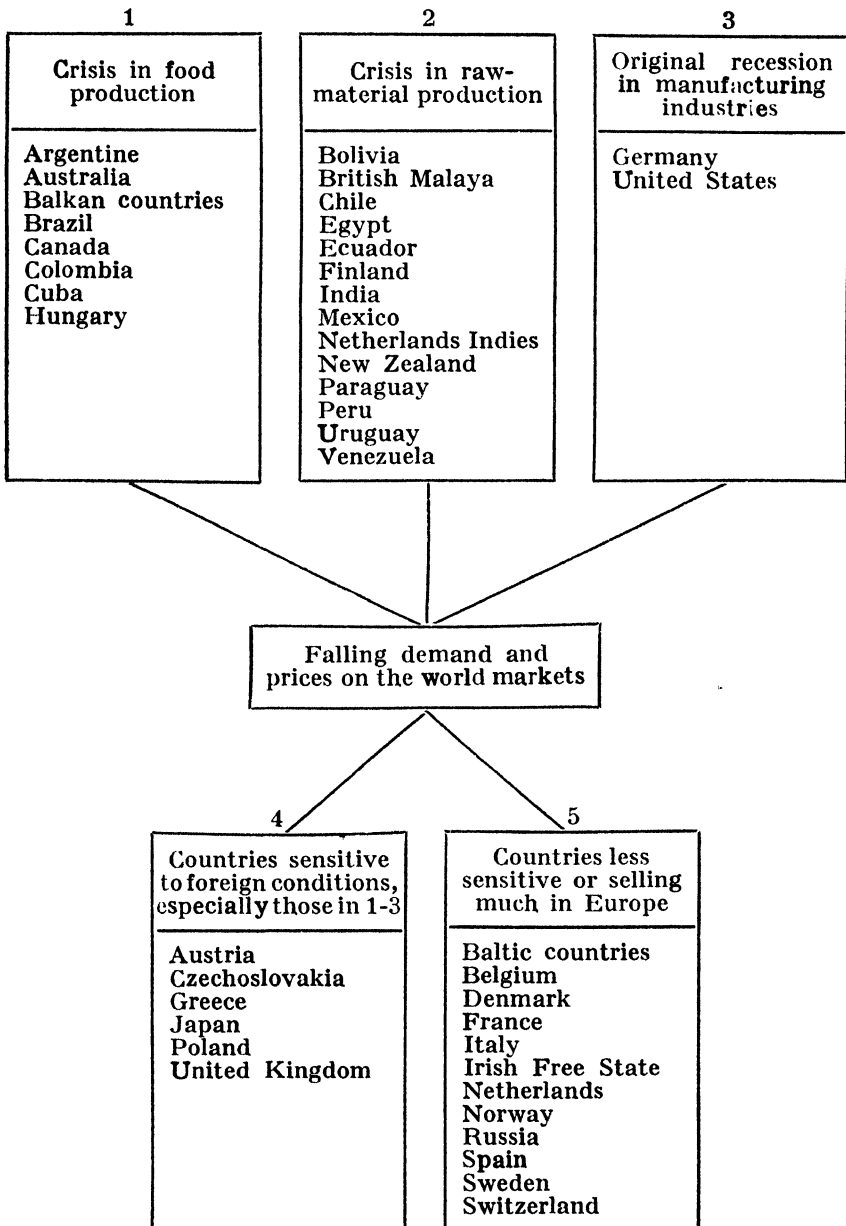 1
Crisis in food
production
Argentine
Australia
Balkan countries
Brazil
Canada
Colombia
Cuba
Hungary
2
Crisis in raw-
material production
Bolivia
British Malaya
Chile
Egypt
Ecuador
Finland
India
Mexico
Netherlands Indies
New Zealand
Paraguay
Peru
Uruguay
Venezuela
3
Original recession
in manufacturing
industries
Germany
United States
Falling demand and
prices on the world markets
4
Countries sensitive
to foreign conditions,
especially those in 1-3
Austria
Czechoslovakia
Greece
Japan
Poland
United Kingdom
5
Countries less
sensitive or selling
much in Europe
Baltic countries
Belgium
Denmark
France
Italy
Irish Free State
Netherlands
Norway
Russia
Spain
Sweden
Switzerland